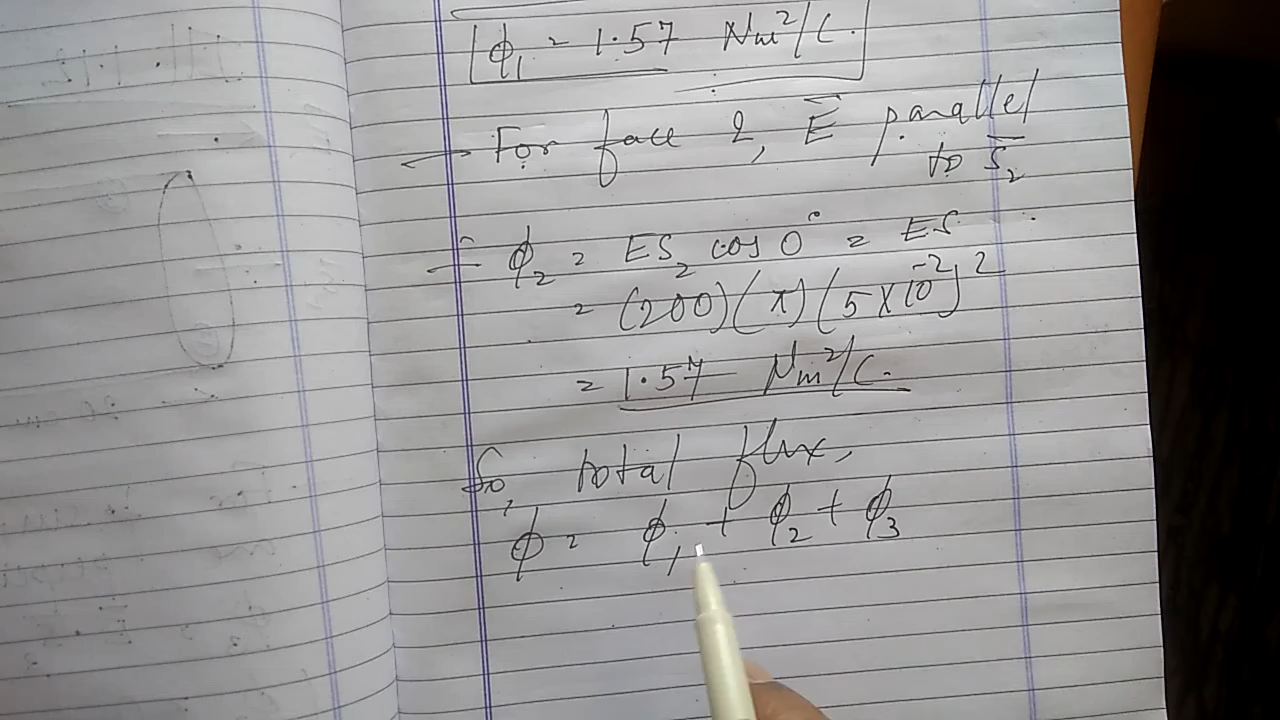 ϕ₁ = 1.57 Nm²/C.
— For face 2, E̅ parallel
to S̅₂
∴ ϕ₂ = ES₂ cos 0° = ES.
= (200)(π)(5×10⁻²)²
= 1.57 Nm²/C.
So, total flux,
ϕ = ϕ₁ + ϕ₂ + ϕ₃